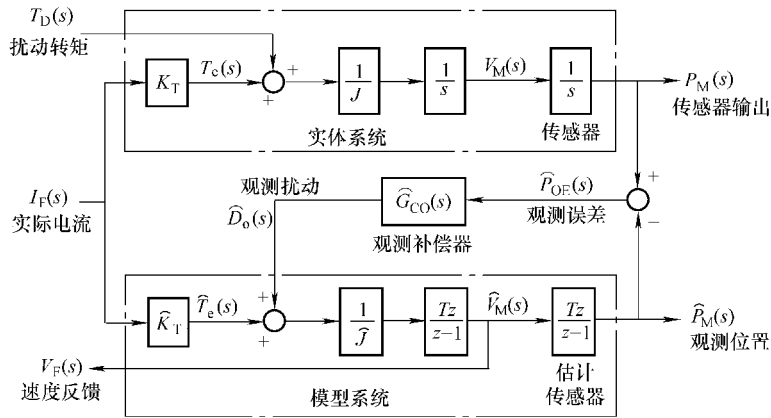 T_D(s)
扰动转矩
K_T
T_e(s)
+
+
+
1/J
1/s
V_M(s)
1/s
P_M(s)
传感器输出
实体系统
传感器
I_F(s)
实际电流
观测扰动
D̂_o(s)
Ĝ_CO(s)
观测补偿器
P̂_OE(s)
观测误差
+
−
K̂_T
T̂_e(s)
+
+
1/Ĵ
Tz/z−1
V̂_M(s)
Tz/z−1
P̂_M(s)
观测位置
V_F(s)
速度反馈
模型系统
估计
传感器